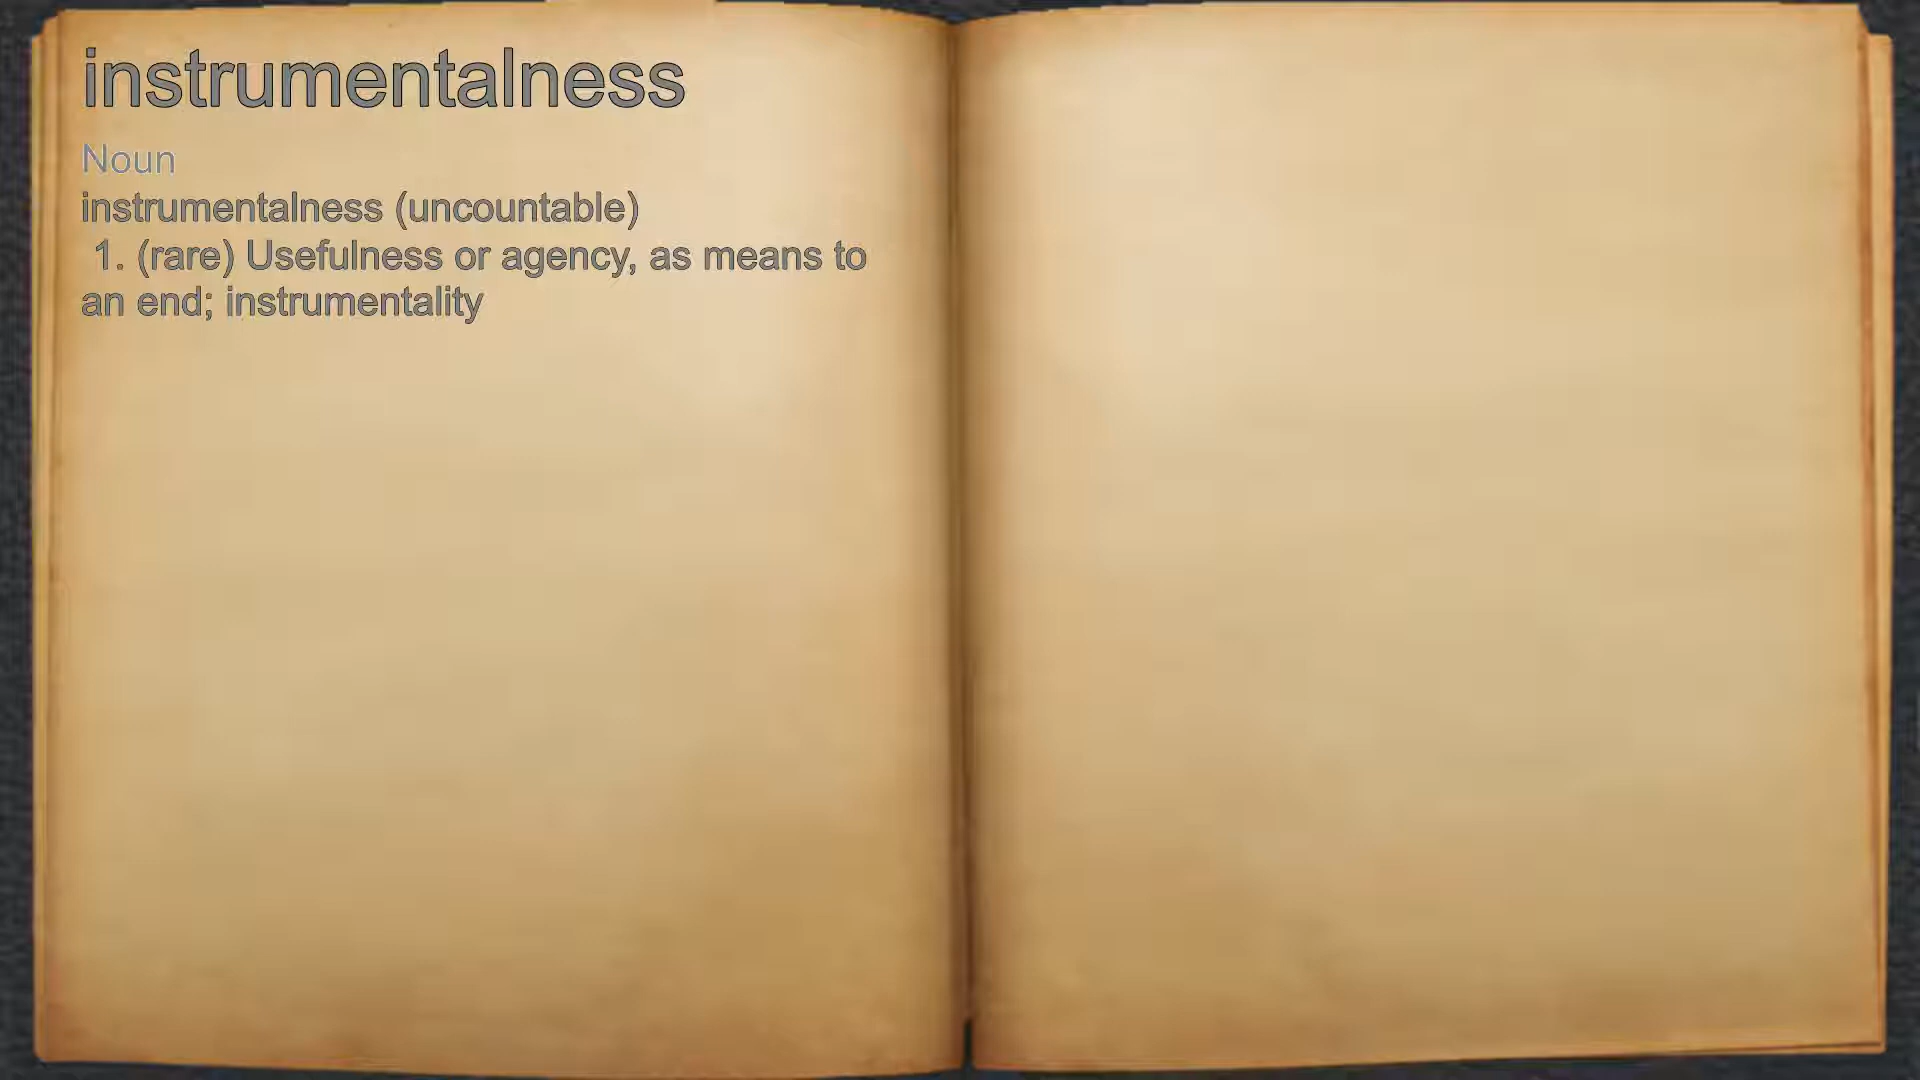 instrumentalness
Noun
instrumentalness (uncountable)
1. (rare) Usefulness or agency, as means to
an end; instrumentality